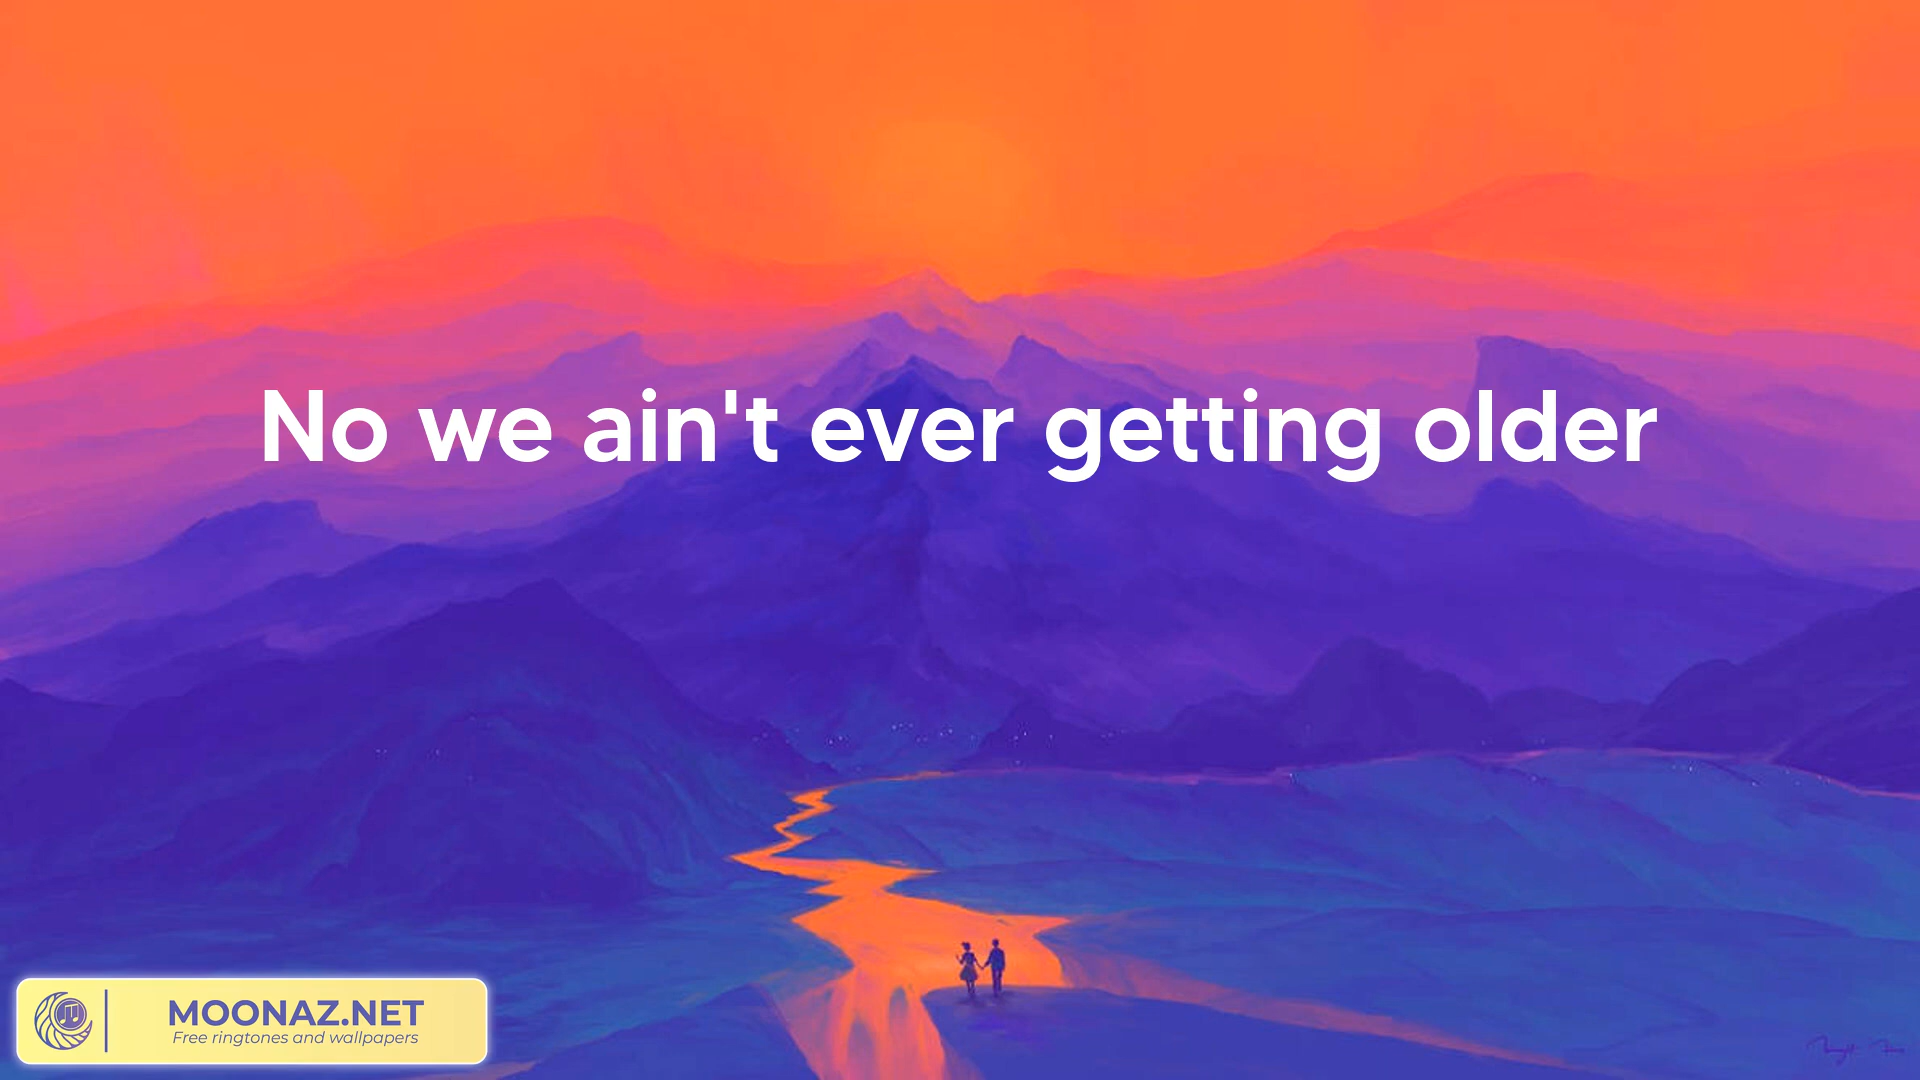 No we ain't ever getting older
MOONAZ.NET
Free ringtones and wallpapers